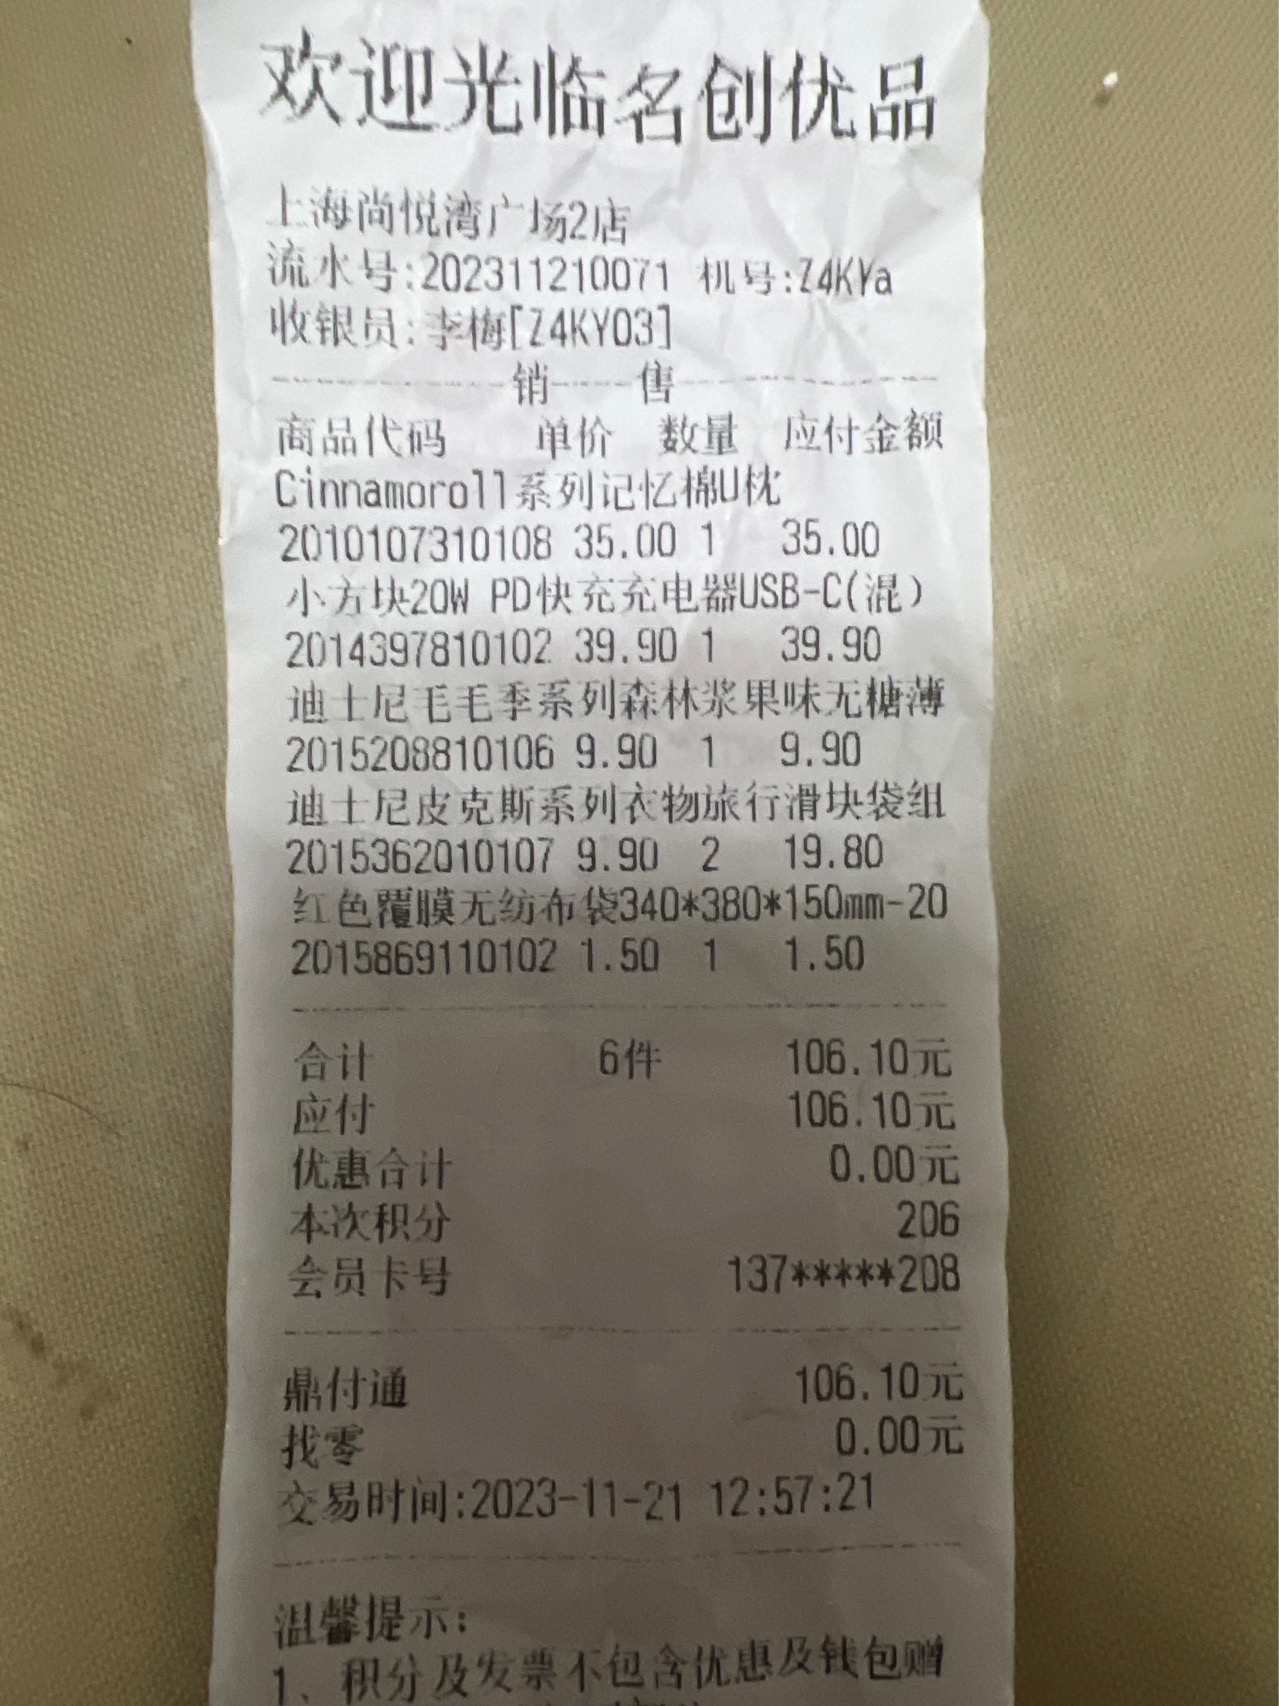 欢迎光临名创优品
上海尚悦湾广场2店
流水号:202311210071 机号:Z4KYa
收银员:李梅[Z4KY03]
销 售
商品代码 单价 数量 应付金额
Cinnamoroll系列记忆棉U枕
2010107310108 35.00 1 35.00
小方块20W PD快充充电器USB-C(混)
2014397810102 39.90 1 39.90
迪士尼毛毛季系列森林浆果味无糖薄
2015208810106 9.90 1 9.90
迪士尼皮克斯系列衣物旅行滑块袋组
2015362010107 9.90 2 19.80
红色覆膜无纺布袋340*380*150mm-20
2015869110102 1.50 1 1.50
合计 6件 106.10元
应付 106.10元
优惠合计 0.00元
本次积分 206
会员卡号 137*****208
鼎付通 106.10元
找零 0.00元
交易时间:2023-11-21 12:57:21
温馨提示:
1、积分及发票不包含优惠及钱包赠